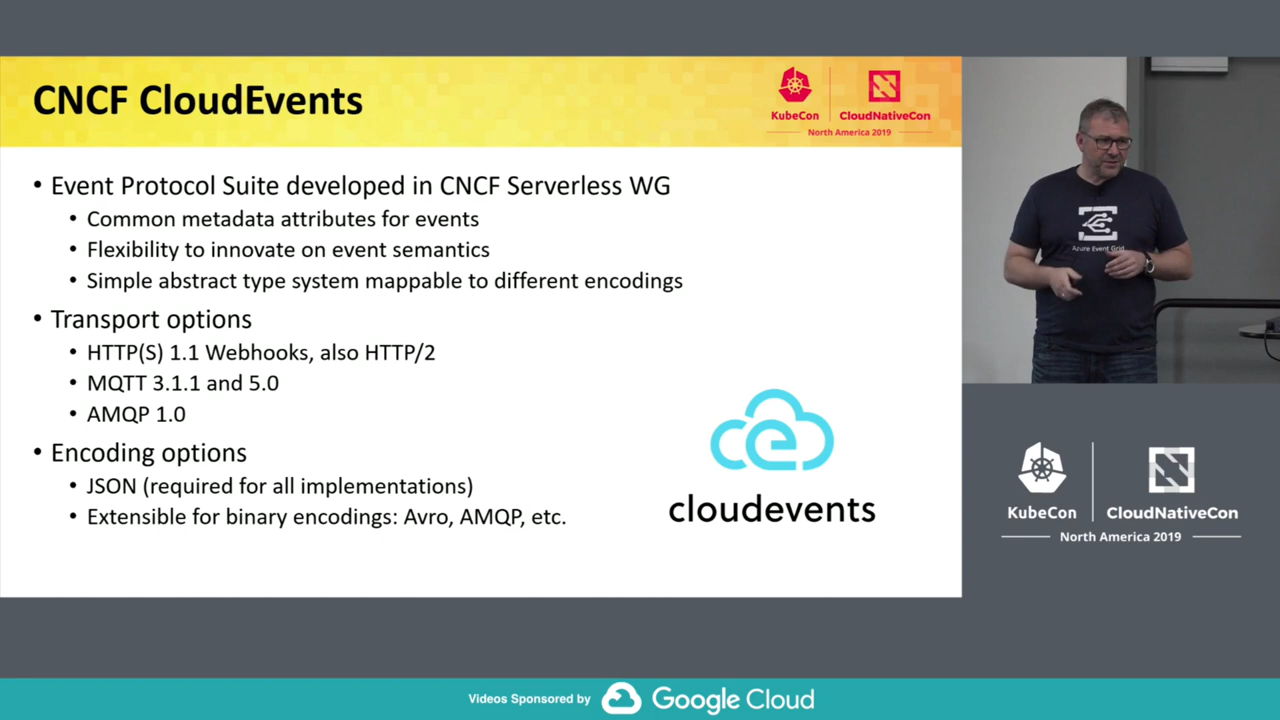 CNCF CloudEvents
KubeCon
CloudNativeCon
North America 2019
• Event Protocol Suite developed in CNCF Serverless WG
• Common metadata attributes for events
• Flexibility to innovate on event semantics
• Simple abstract type system mappable to different encodings
• Transport options
• HTTP(S) 1.1 Webhooks, also HTTP/2
• MQTT 3.1.1 and 5.0
• AMQP 1.0
• Encoding options
• JSON (required for all implementations)
• Extensible for binary encodings: Avro, AMQP, etc.
cloudevents
Azure Event Grid
KubeCon
CloudNativeCon
North America 2019
Videos Sponsored by Google Cloud